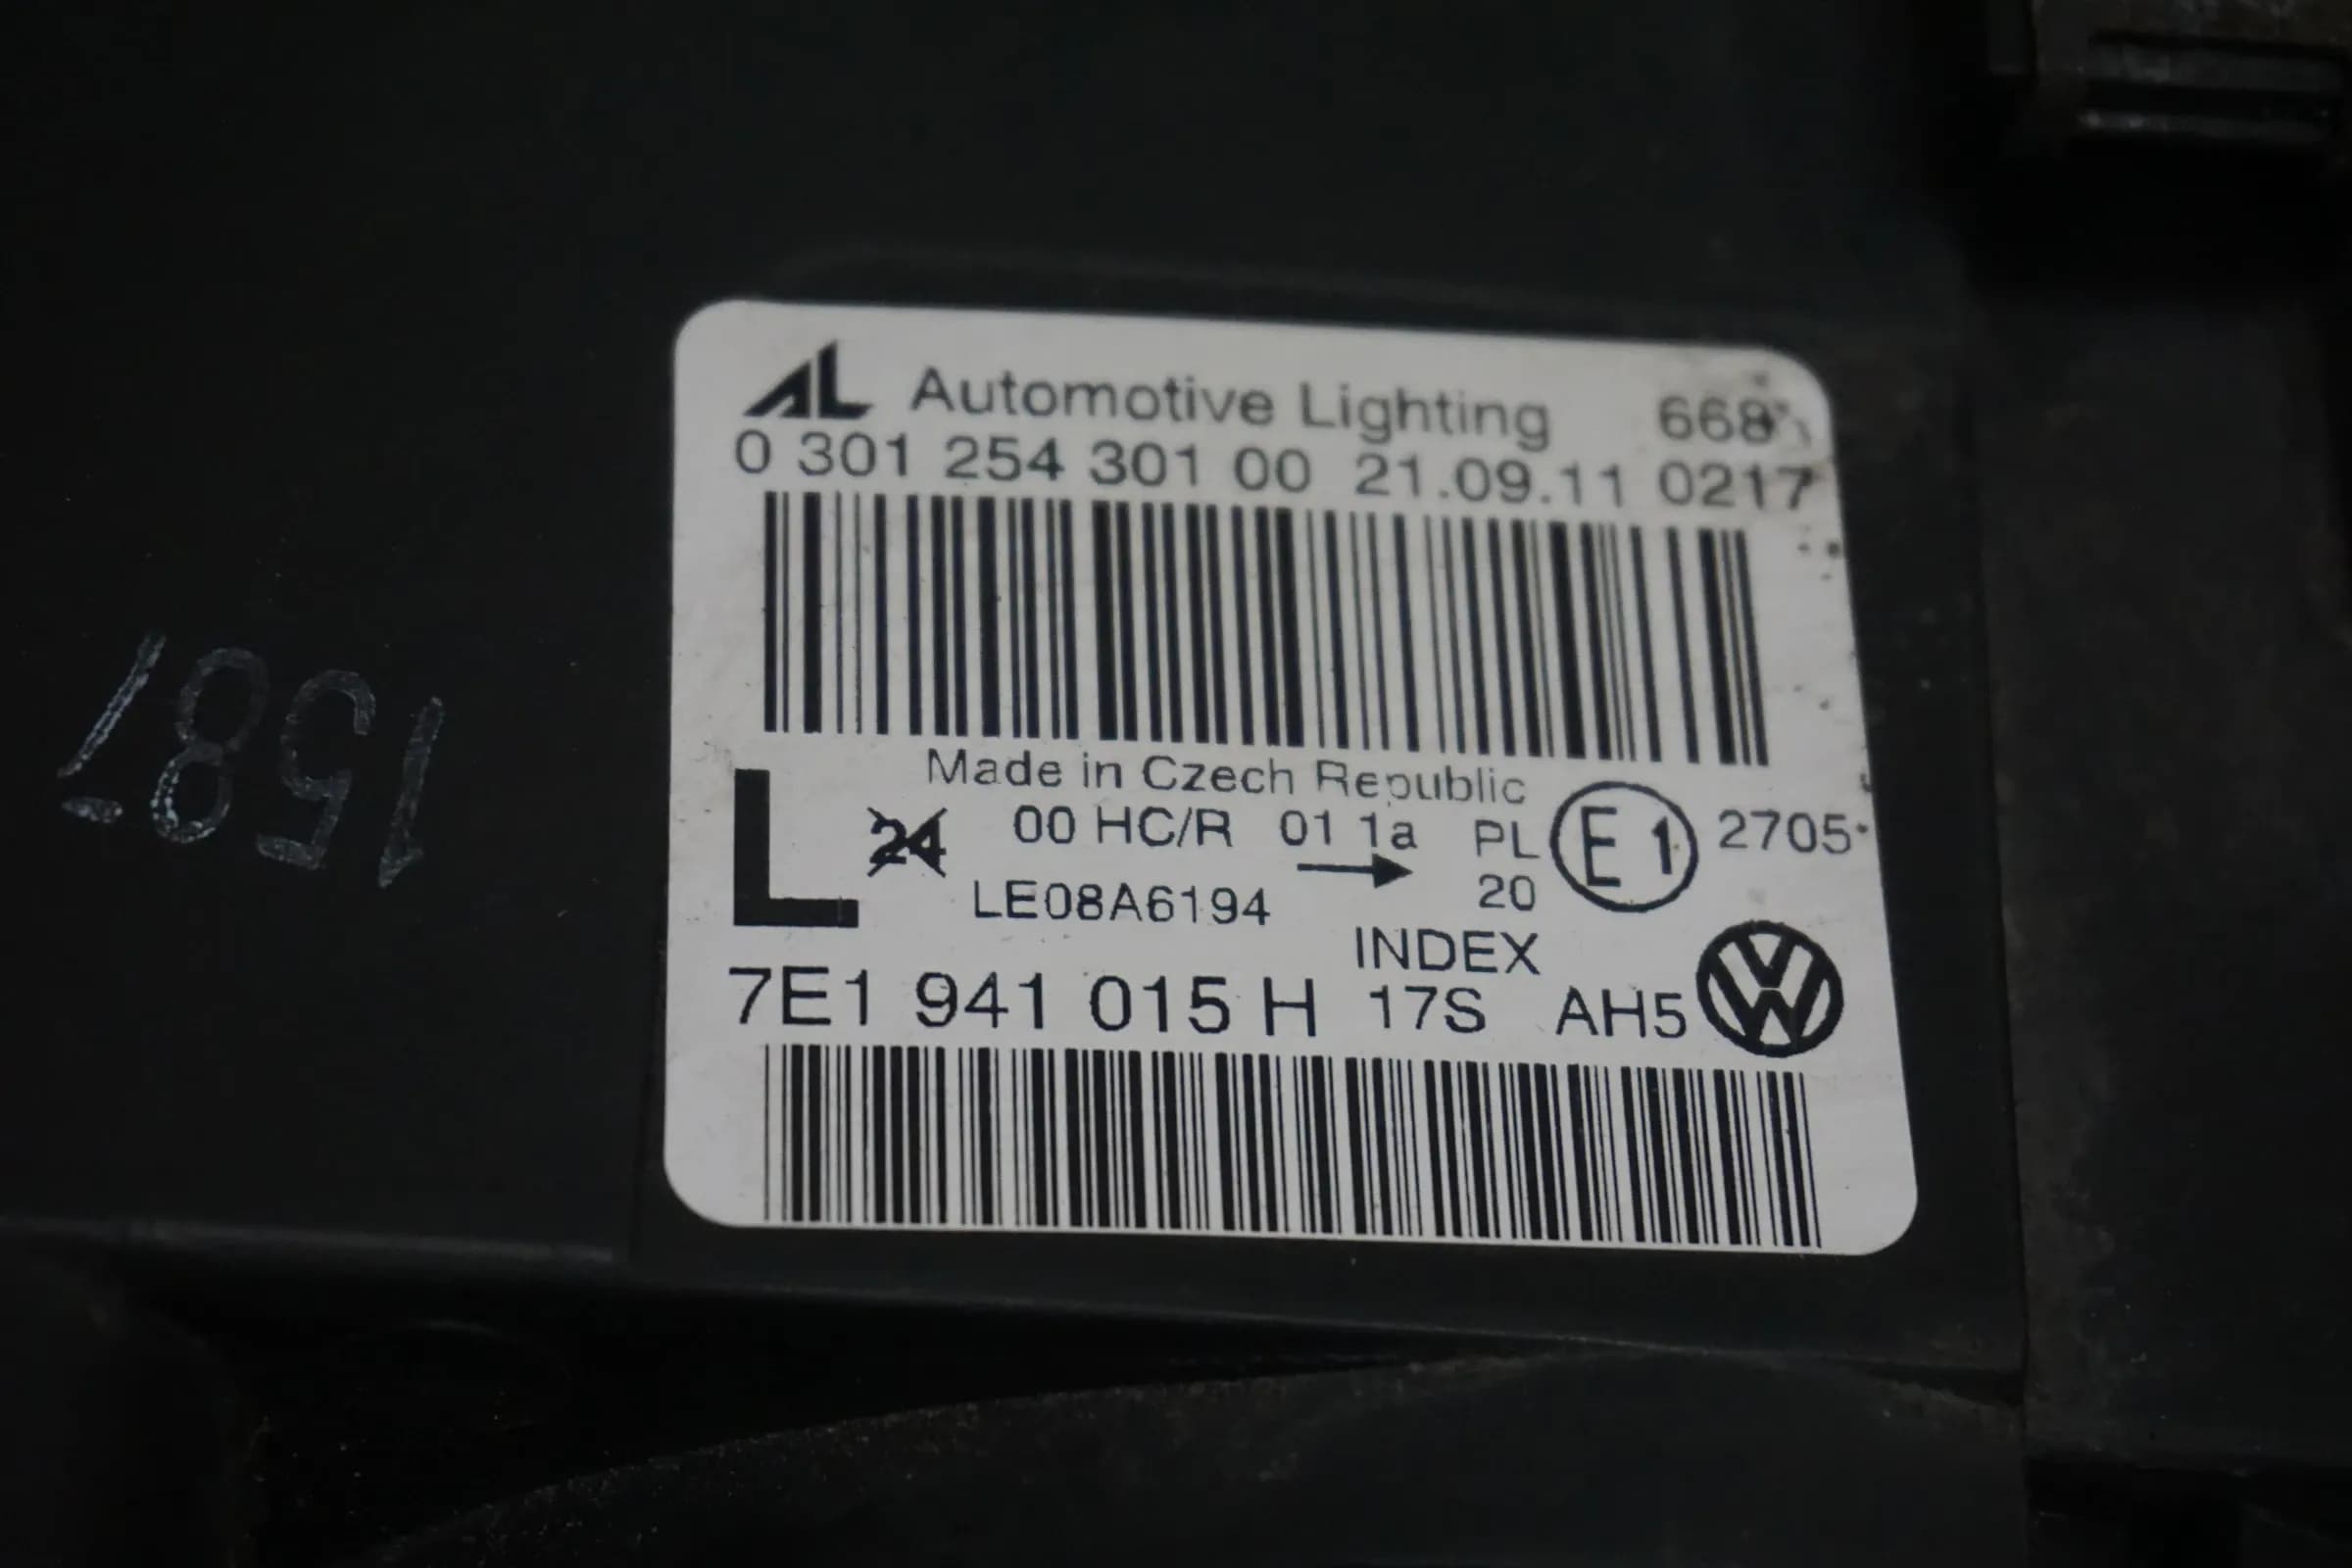 AL Automotive Lighting 668
0 301 254 301 00 21.09.11 0217
Made in Czech Republic
L 24 00 HC/R 01 1a PL E1 2705
LE08A6194 → 20
INDEX
7E1 941 015 H 17S AH5 VW
1587